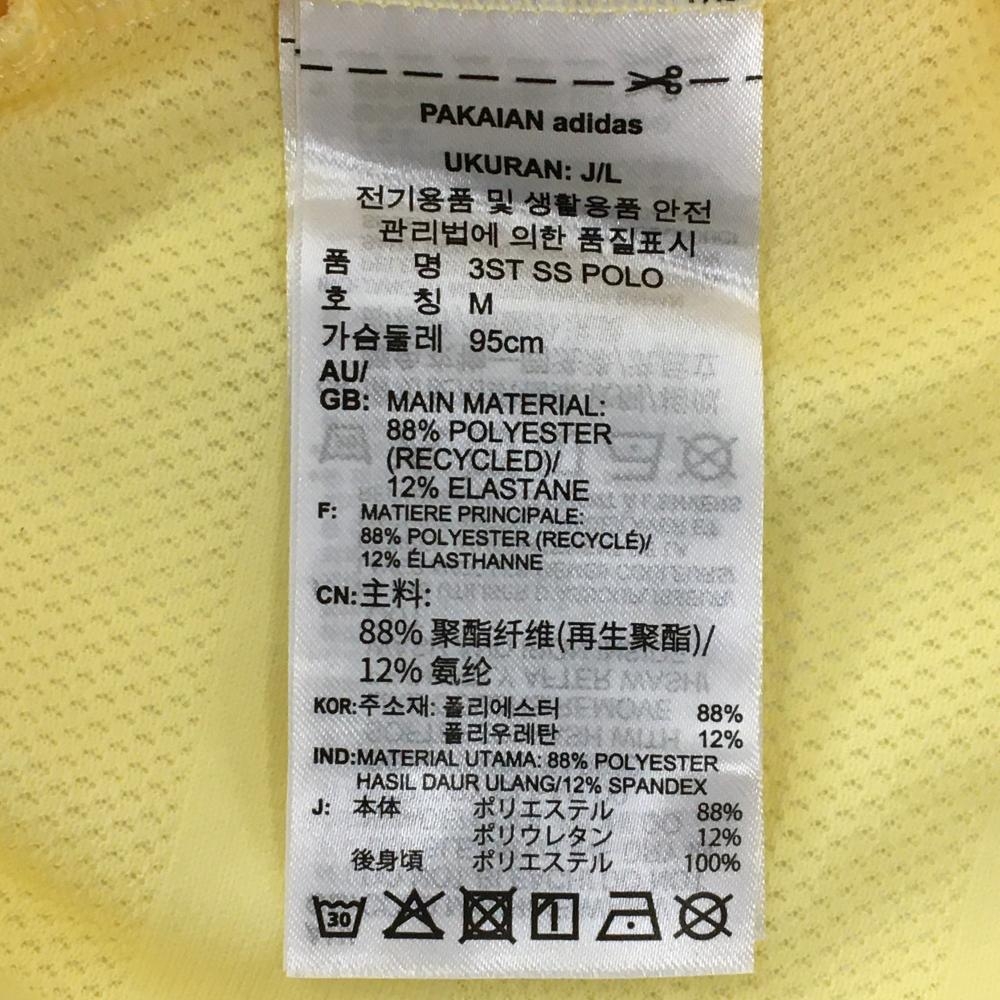 PAKAIAN adidas
UKURAN: J/L
전기용품 및 생활용품 안전
관리법에 의한 품질표시
품 명 3ST SS POLO
호 칭 M
가슴둘레 95cm
AU/
GB: MAIN MATERIAL:
88% POLYESTER
(RECYCLED)/
12% ELASTANE
F: MATIERE PRINCIPALE:
88% POLYESTER (RECYCLÉ)/
12% ÉLASTHANNE
CN:主料:
88% 聚酯纤维(再生聚酯)/
12% 氨纶
KOR:주소재: 폴리에스터 88%
폴리우레탄 12%
IND:MATERIAL UTAMA: 88% POLYESTER
HASIL DAUR ULANG/12% SPANDEX
J: 本体 ポリエステル 88%
ポリウレタン 12%
後身頃 ポリエステル 100%
30